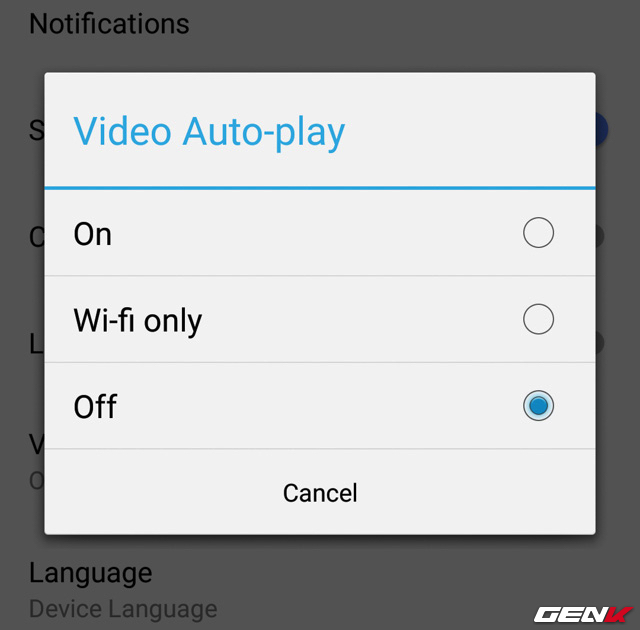 Notifications
S
Video Auto-play
On
C
Wi-fi only
L
Off
V
O
Cancel
Language
Device Language
GENK